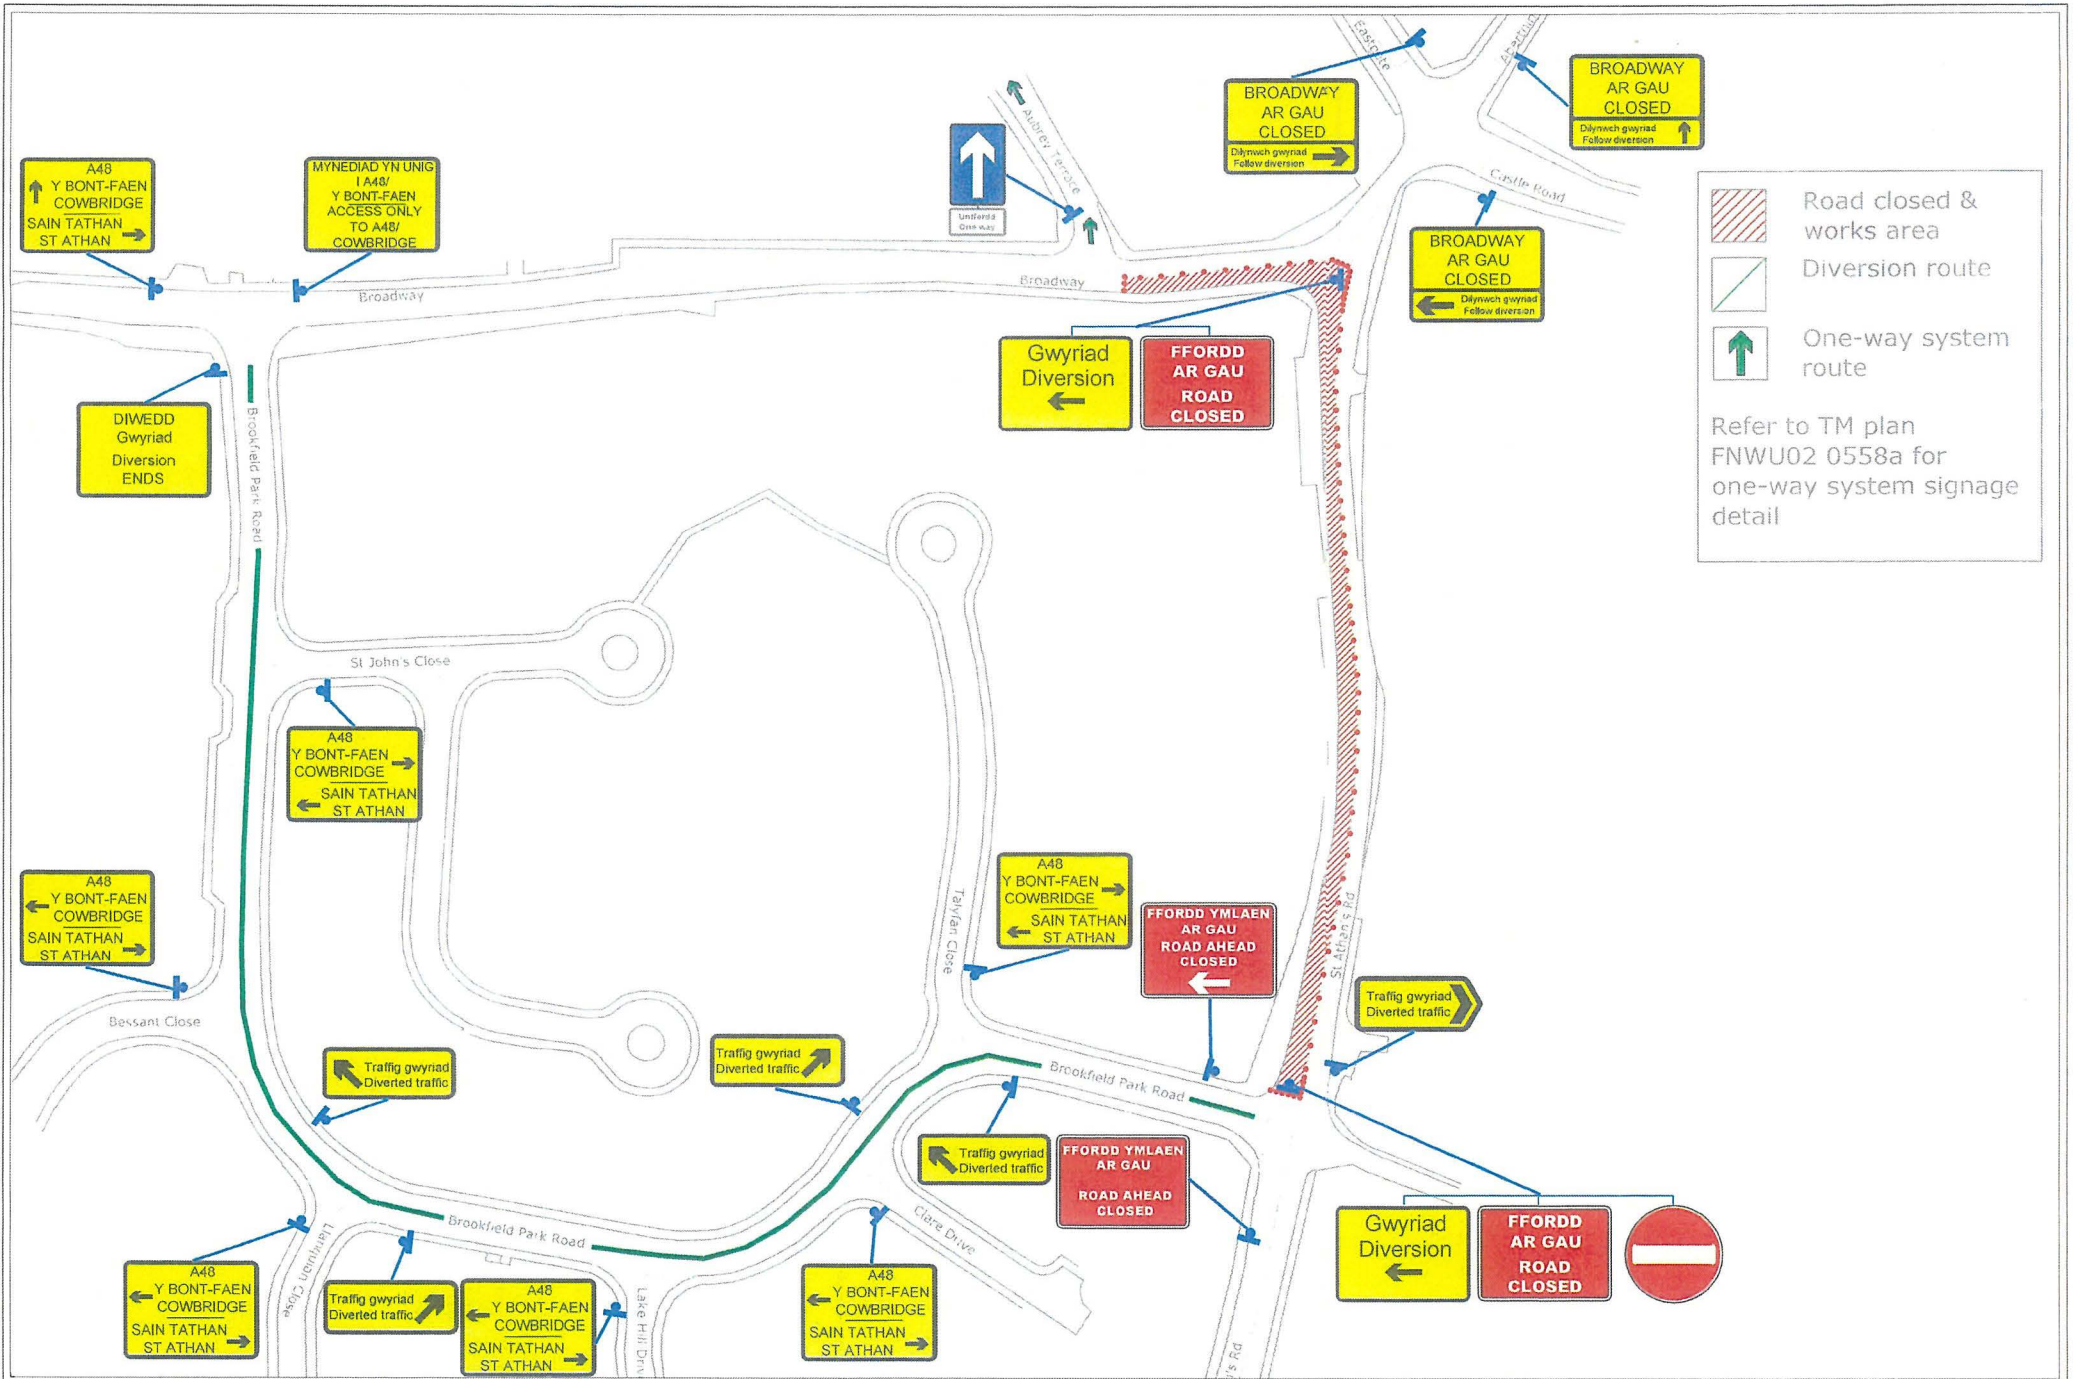 Eastgate
BROADWAY
AR GAU
CLOSED
Dilynwch gwyriad
Follow diversion
BROADWAY
AR GAU
CLOSED
Dilynwch gwyriad
Follow diversion
A48
Y BONT-FAEN
COWBRIDGE
SAIN TATHAN
ST ATHAN
MYNEDIAD YN UNIG
I A48/
Y BONT-FAEN
ACCESS ONLY
TO A48/
COWBRIDGE
Unffordd
One way
Aubrey Terrace
Castle Road
BROADWAY
AR GAU
CLOSED
Dilynwch gwyriad
Follow diversion
Road closed &
works area
Diversion route
One-way system
route
Refer to TM plan
FNWU02 0558a for
one-way system signage
detail
Broadway
Broadway
Gwyriad
Diversion
FFORDD
AR GAU
ROAD
CLOSED
DIWEDD
Gwyriad
Diversion
ENDS
Brookfield Park Road
St John's Close
A48
Y BONT-FAEN
COWBRIDGE
SAIN TATHAN
ST ATHAN
A48
Y BONT-FAEN
COWBRIDGE
SAIN TATHAN
ST ATHAN
Bessant Close
Talyfan Close
A48
Y BONT-FAEN
COWBRIDGE
SAIN TATHAN
ST ATHAN
FFORDD YMLAEN
AR GAU
ROAD AHEAD
CLOSED
St Athan's Rd
Traffig gwyriad
Diverted traffic
Traffig gwyriad
Diverted traffic
Traffig gwyriad
Diverted traffic
Brookfield Park Road
Traffig gwyriad
Diverted traffic
FFORDD YMLAEN
AR GAU
ROAD AHEAD
CLOSED
Gwyriad
Diversion
FFORDD
AR GAU
ROAD
CLOSED
Brookfield Park Road
Clare Drive
Llanquian Close
A48
Y BONT-FAEN
COWBRIDGE
SAIN TATHAN
ST ATHAN
Traffig gwyriad
Diverted traffic
A48
Y BONT-FAEN
COWBRIDGE
SAIN TATHAN
ST ATHAN
Lake Hill Driv
A48
Y BONT-FAEN
COWBRIDGE
SAIN TATHAN
ST ATHAN
's Rd